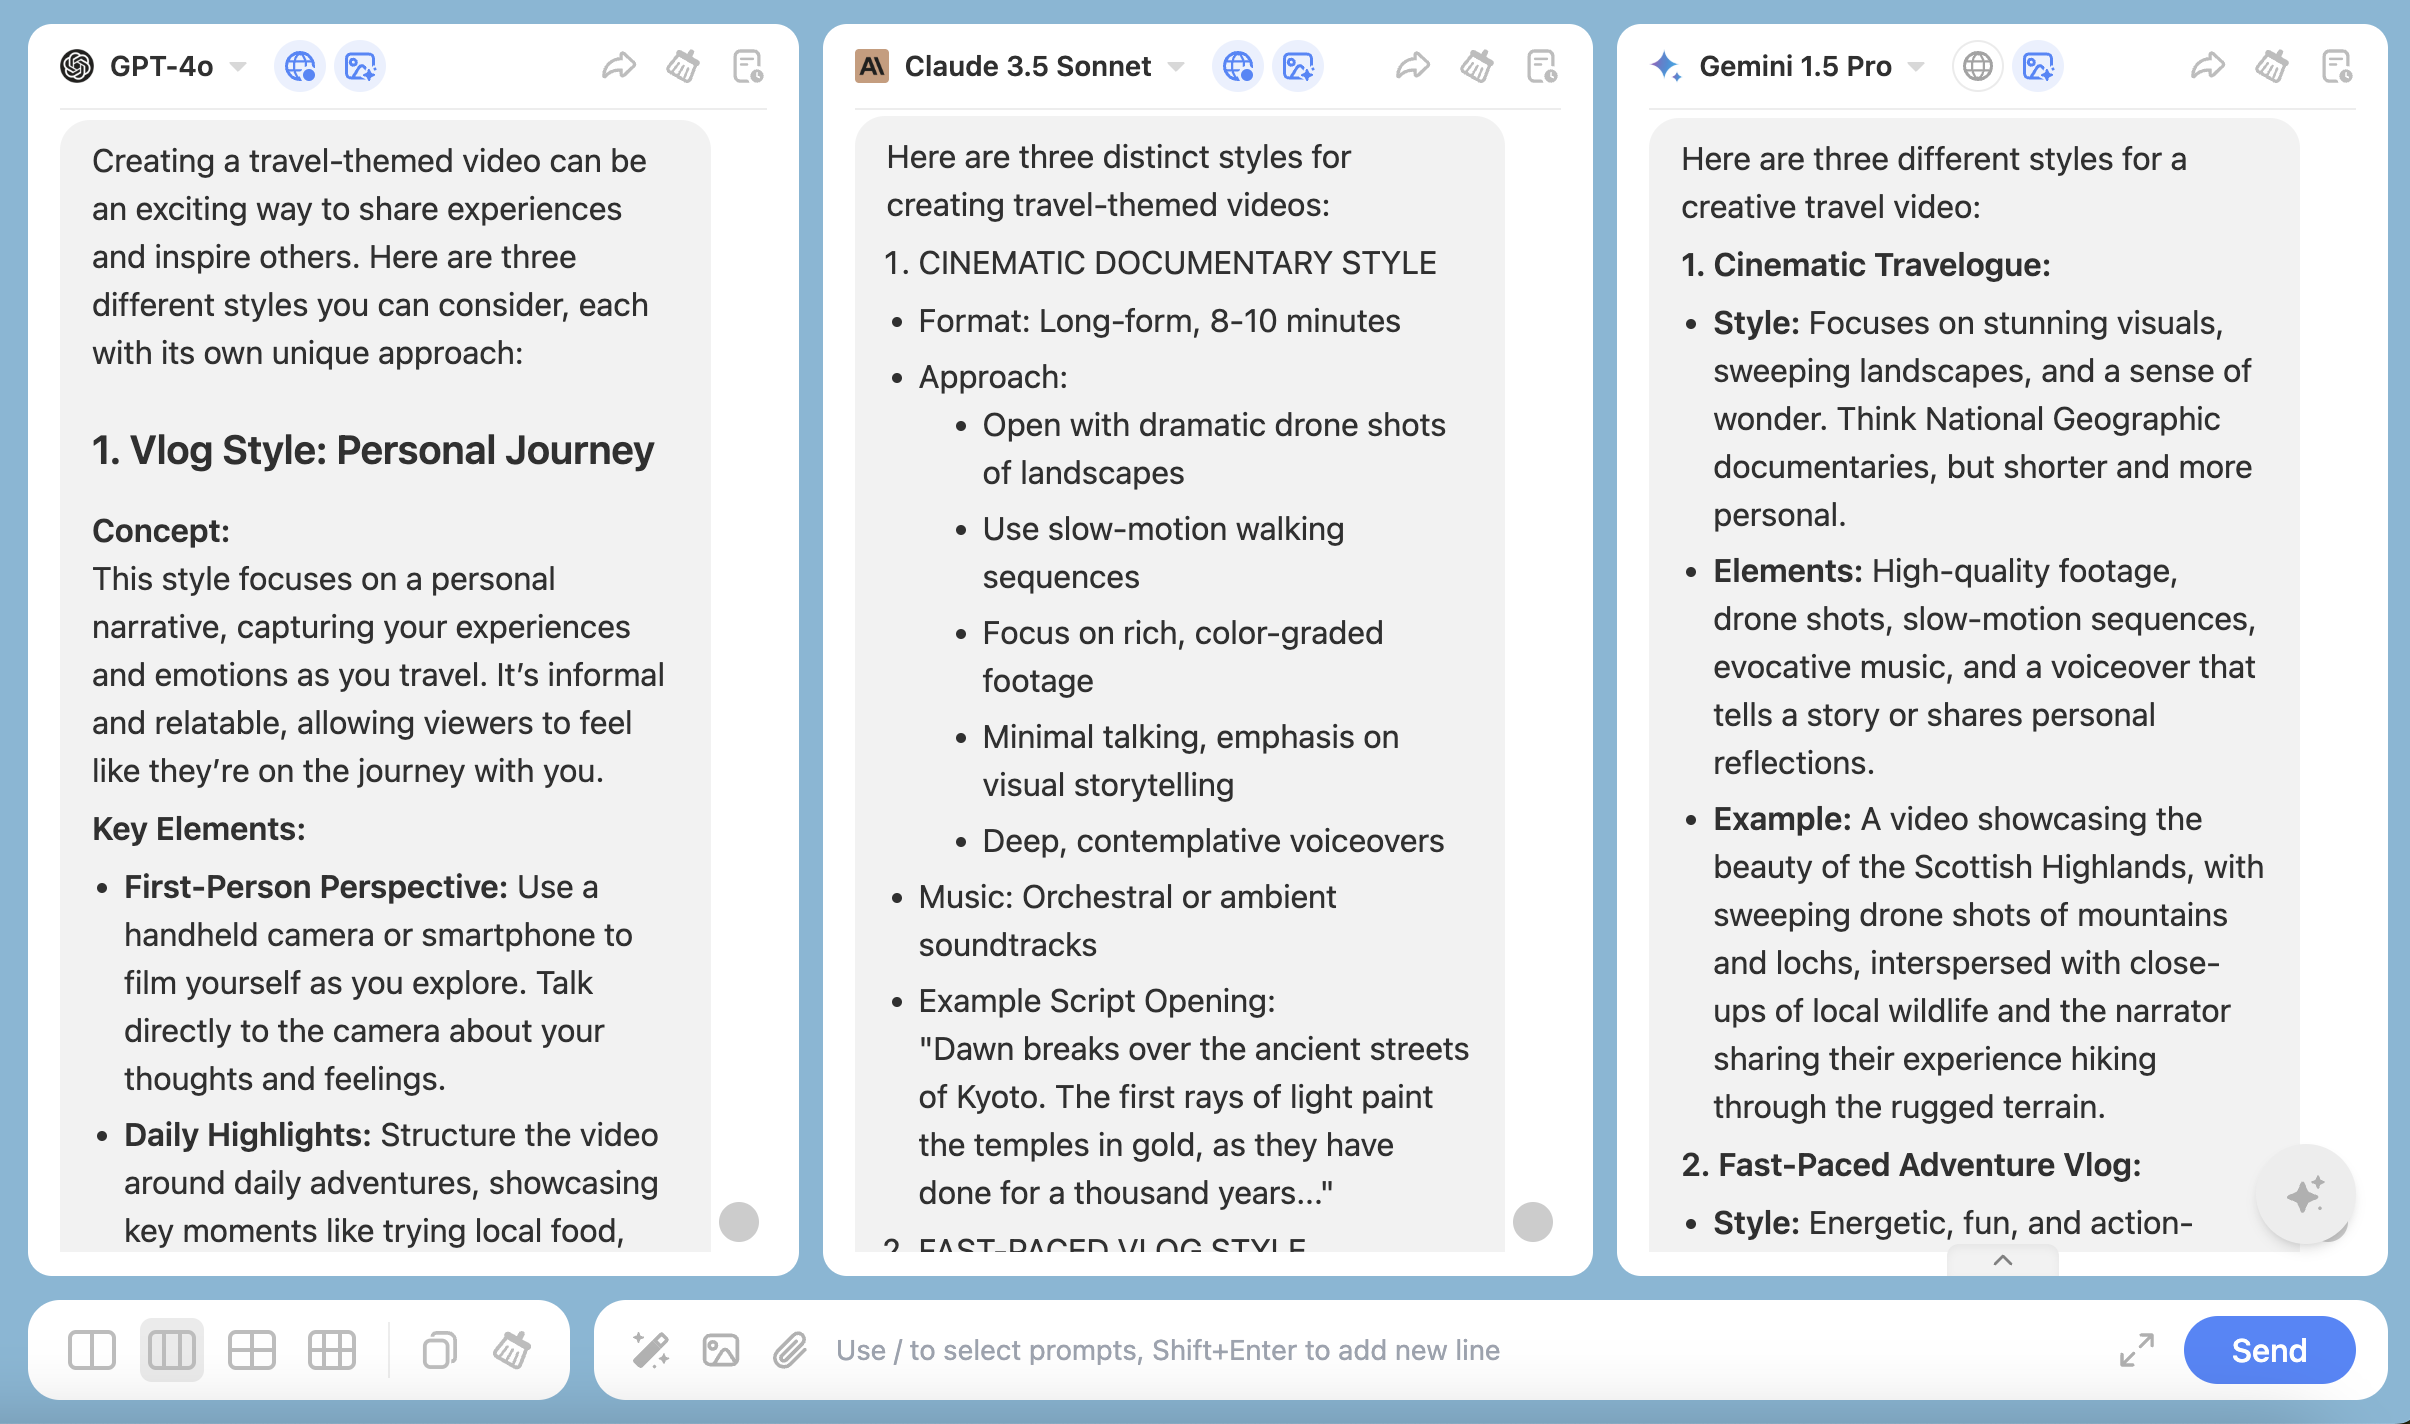 GPT-4o
Creating a travel-themed video can be
an exciting way to share experiences
and inspire others. Here are three
different styles you can consider, each
with its own unique approach:
1. Vlog Style: Personal Journey
Concept:
This style focuses on a personal
narrative, capturing your experiences
and emotions as you travel. It’s informal
and relatable, allowing viewers to feel
like they’re on the journey with you.
Key Elements:
• First-Person Perspective: Use a
handheld camera or smartphone to
film yourself as you explore. Talk
directly to the camera about your
thoughts and feelings.
• Daily Highlights: Structure the video
around daily adventures, showcasing
key moments like trying local food,
Claude 3.5 Sonnet
Here are three distinct styles for
creating travel-themed videos:
1. CINEMATIC DOCUMENTARY STYLE
• Format: Long-form, 8-10 minutes
• Approach:
• Open with dramatic drone shots
of landscapes
• Use slow-motion walking
sequences
• Focus on rich, color-graded
footage
• Minimal talking, emphasis on
visual storytelling
• Deep, contemplative voiceovers
• Music: Orchestral or ambient
soundtracks
• Example Script Opening:
"Dawn breaks over the ancient streets
of Kyoto. The first rays of light paint
the temples in gold, as they have
done for a thousand years..."
2. FAST-PACED VLOG STYLE
Gemini 1.5 Pro
Here are three different styles for a
creative travel video:
1. Cinematic Travelogue:
• Style: Focuses on stunning visuals,
sweeping landscapes, and a sense of
wonder. Think National Geographic
documentaries, but shorter and more
personal.
• Elements: High-quality footage,
drone shots, slow-motion sequences,
evocative music, and a voiceover that
tells a story or shares personal
reflections.
• Example: A video showcasing the
beauty of the Scottish Highlands, with
sweeping drone shots of mountains
and lochs, interspersed with close-
ups of local wildlife and the narrator
sharing their experience hiking
through the rugged terrain.
2. Fast-Paced Adventure Vlog:
• Style: Energetic, fun, and action-
Use / to select prompts, Shift+Enter to add new line
Send